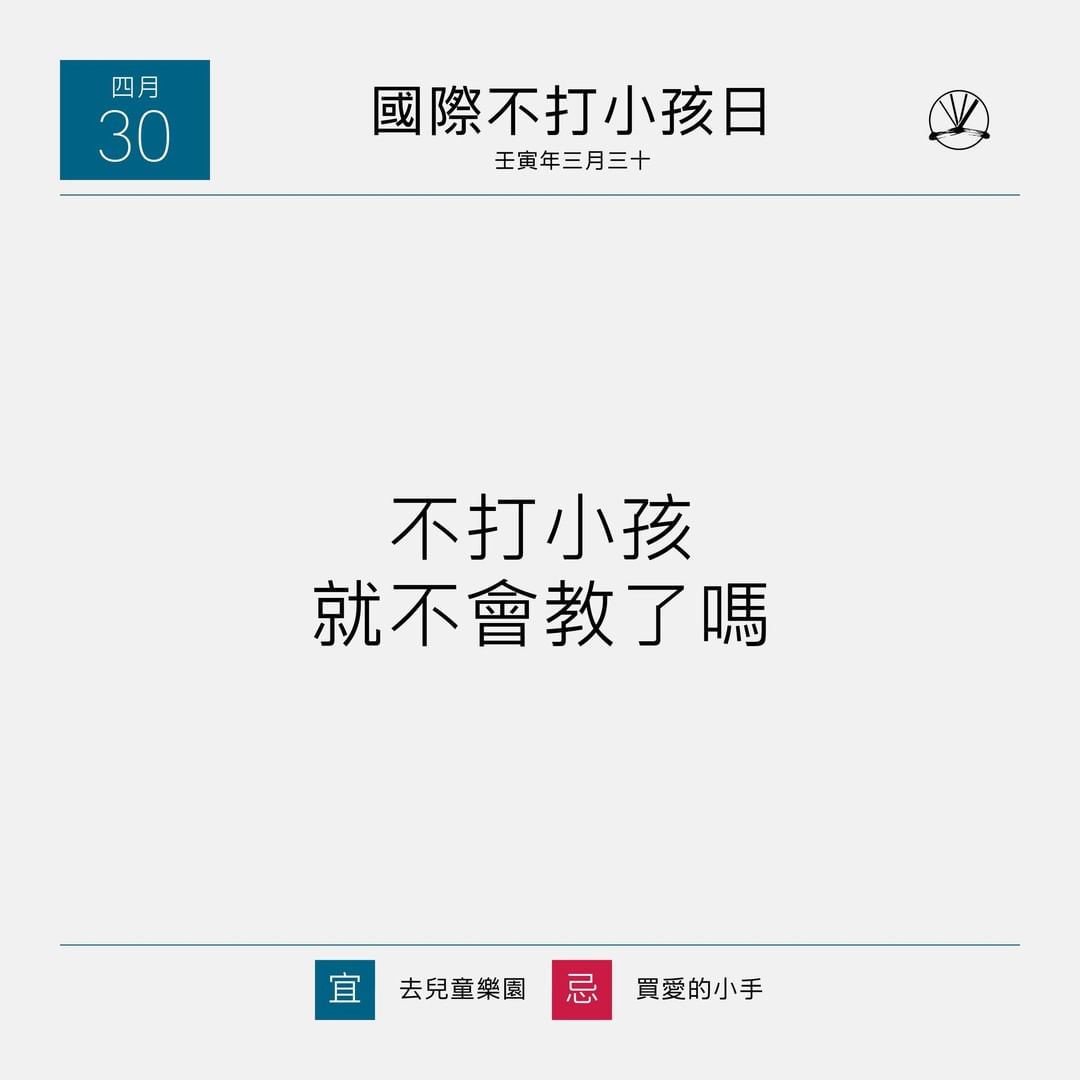 四月
30
國際不打小孩日
壬寅年三月三十
不打小孩
就不會教了嗎
宜 去兒童樂園 忌 買愛的小手